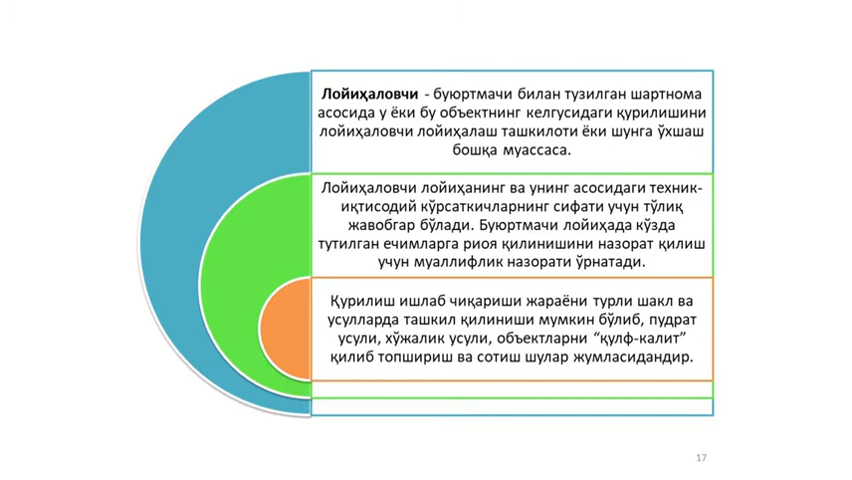 Лойиҳаловчи - буюртмачи билан тузилган шартнома
асосида у ёки бу объектнинг келгусидаги қурилишини
лойиҳаловчи лойиҳалаш ташкилоти ёки шунга ўхшаш
бошқа муассаса.
Лойиҳаловчи лойиҳанинг ва унинг асосидаги техник-
иқтисодий кўрсаткичларнинг сифати учун тўлиқ
жавобгар бўлади. Буюртмачи лойиҳада кўзда
тутилган ечимларга риоя қилинишини назорат қилиш
учун муаллифлик назорати ўрнатади.
Қурилиш ишлаб чиқариши жараёни турли шакл ва
усулларда ташкил қилиниши мумкин бўлиб, пудрат
усули, хўжалик усули, объектларни “қулф-калит”
қилиб топшириш ва сотиш шулар жумласидандир.
17